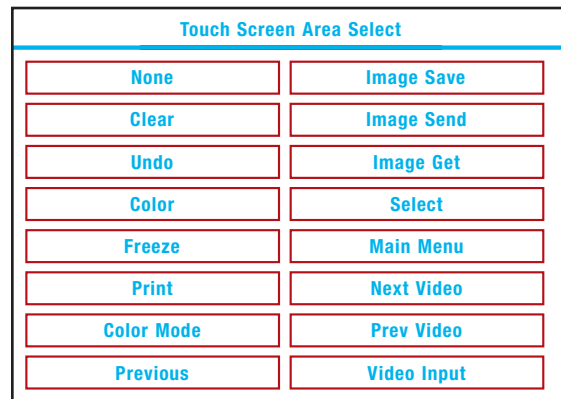 Touch Screen Area Select
None
Image Save
Clear
Image Send
Undo
Image Get
Color
Select
Freeze
Main Menu
Print
Next Video
Color Mode
Prev Video
Previous
Video Input